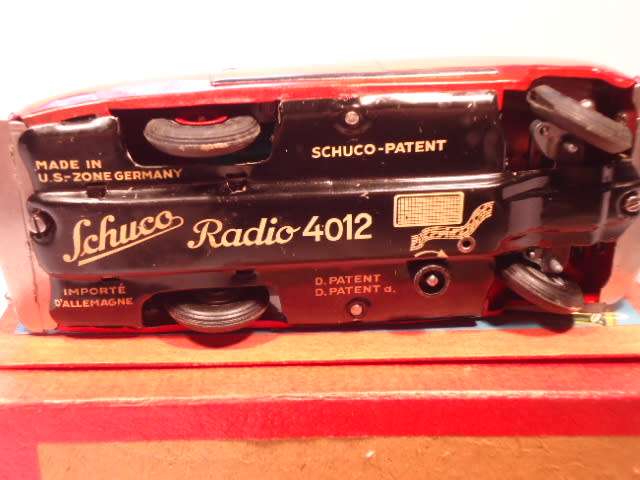 MADE IN
U.S.-ZONE GERMANY
SCHUCO-PATENT
Schuco Radio 4012
IMPORTÉ
D'ALLEMAGNE
D. PATENT
D. PATENT a.